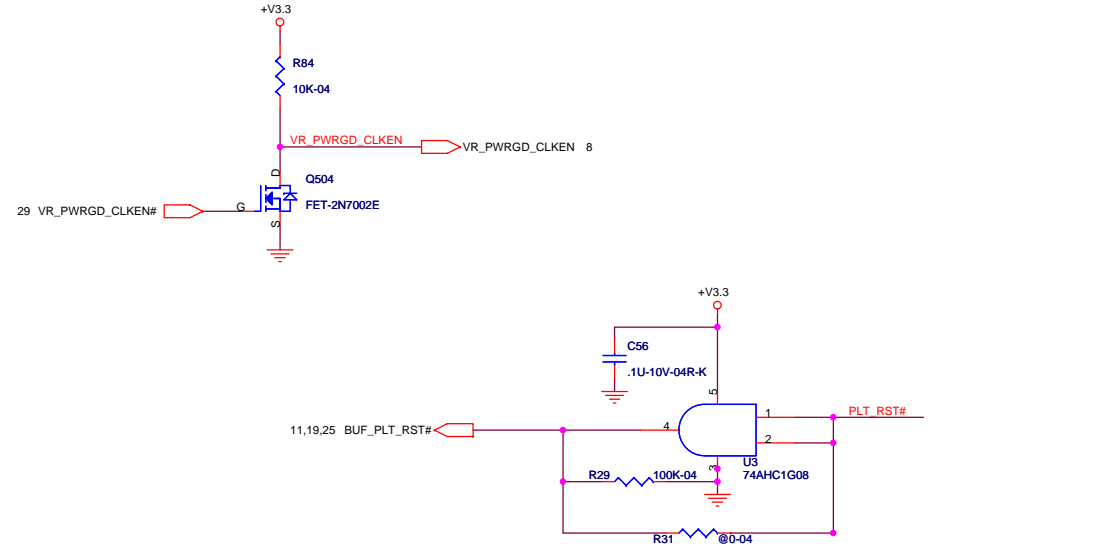 +V3.3
R84
10K-04
VR_PWRGD_CLKEN
VR_PWRGD_CLKEN 8
D
Q504
FET-2N7002E
29 VR_PWRGD_CLKEN#
G
S
+V3.3
C56
.1U-10V-04R-K
5
1
PLT_RST#
11,19,25 BUF_PLT_RST#
4
2
3
U3
74AHC1G08
R29
100K-04
R31
@0-04